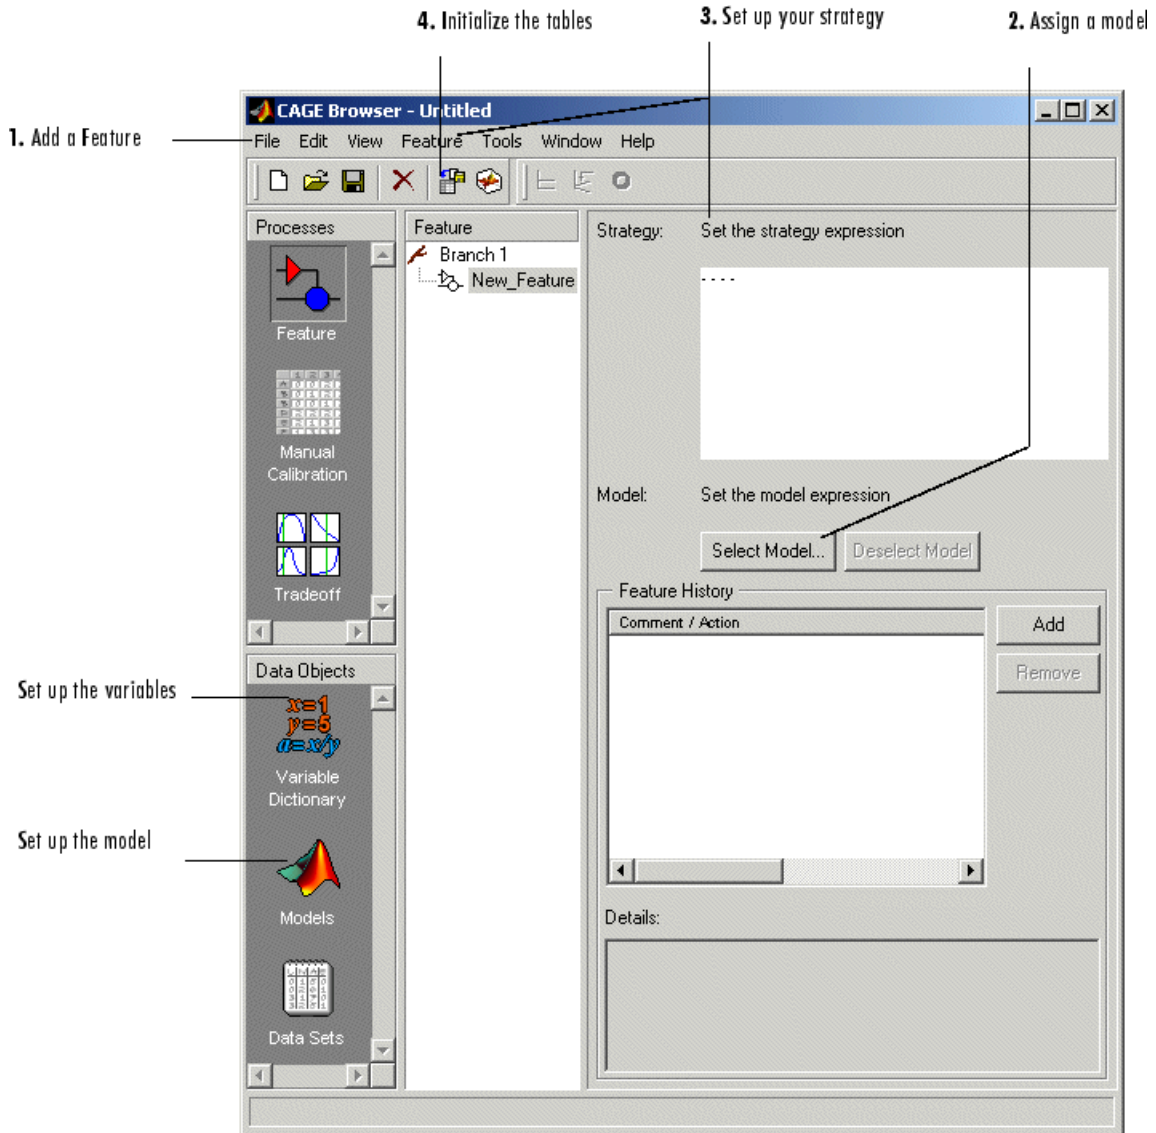 4. Initialize the tables
3. Set up your strategy
2. Assign a model
1. Add a Feature
CAGE Browser - Untitled
File Edit View Feature Tools Window Help
Processes
Feature
Manual
Calibration
Tradeoff
Feature
Branch 1
New_Feature
Strategy: Set the strategy expression
----
Model: Set the model expression
Select Model... Deselect Model
Feature History
Comment / Action
Add
Remove
Details:
Set up the variables
Data Objects
x=1
y=5
a=x/y
Variable
Dictionary
Set up the model
Models
Data Sets